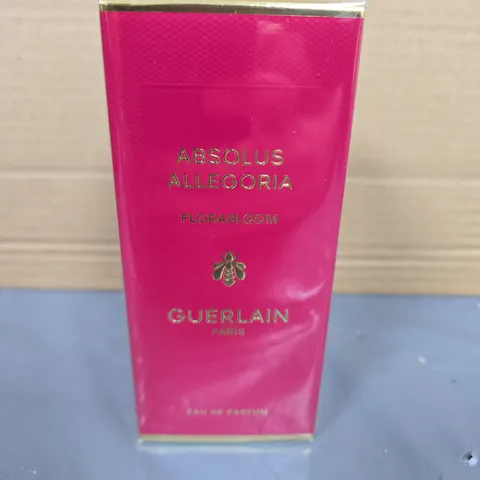 ABSOLUS
ALLEGORIA
FLORABLOOM
GUERLAIN
PARIS
EAU DE PARFUM